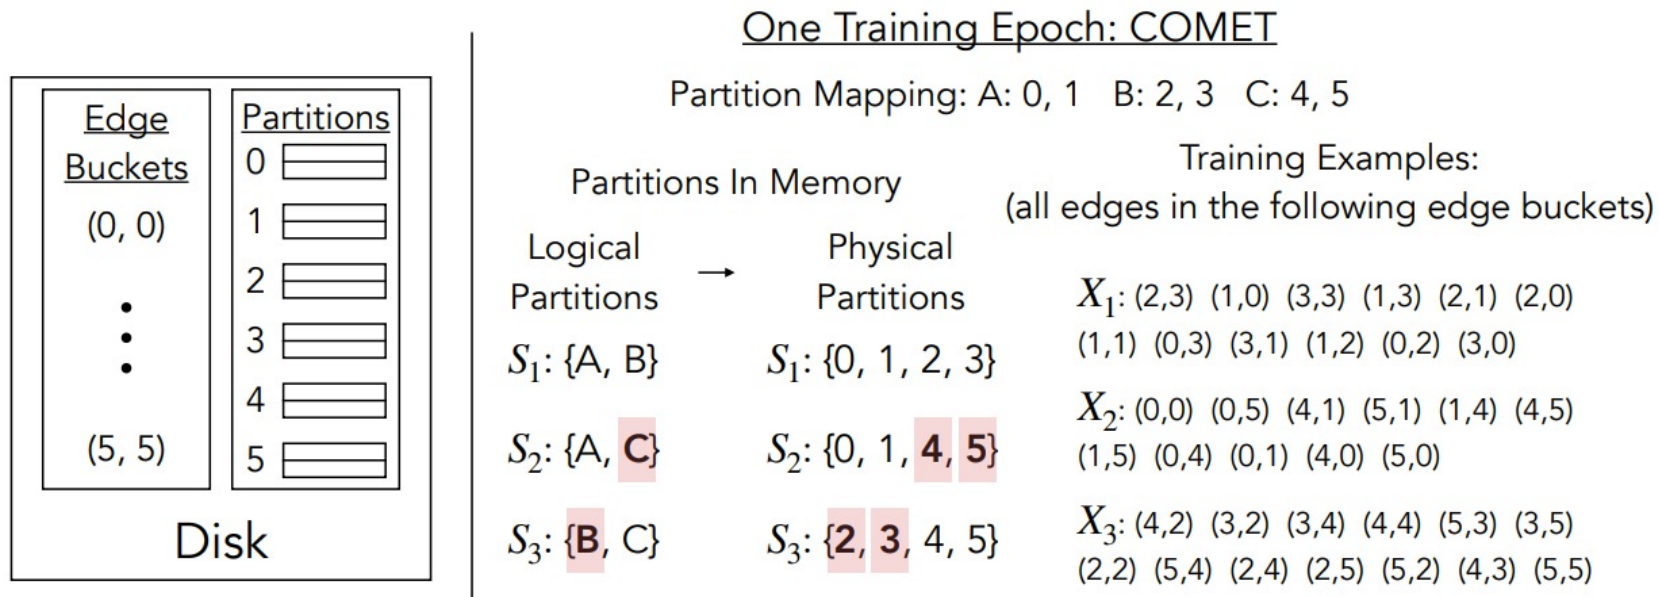 Edge
Buckets
(0, 0)
(5, 5)
Partitions
0
1
2
3
4
5
Disk
One Training Epoch: COMET
Partition Mapping: A: 0, 1 B: 2, 3 C: 4, 5
Partitions In Memory
Logical
Partitions
→
Physical
Partitions
S₁: {A, B}
S₁: {0, 1, 2, 3}
S₂: {A, C}
S₂: {0, 1, 4, 5}
S₃: {B, C}
S₃: {2, 3, 4, 5}
Training Examples:
(all edges in the following edge buckets)
X₁: (2,3) (1,0) (3,3) (1,3) (2,1) (2,0)
(1,1) (0,3) (3,1) (1,2) (0,2) (3,0)
X₂: (0,0) (0,5) (4,1) (5,1) (1,4) (4,5)
(1,5) (0,4) (0,1) (4,0) (5,0)
X₃: (4,2) (3,2) (3,4) (4,4) (5,3) (3,5)
(2,2) (5,4) (2,4) (2,5) (5,2) (4,3) (5,5)